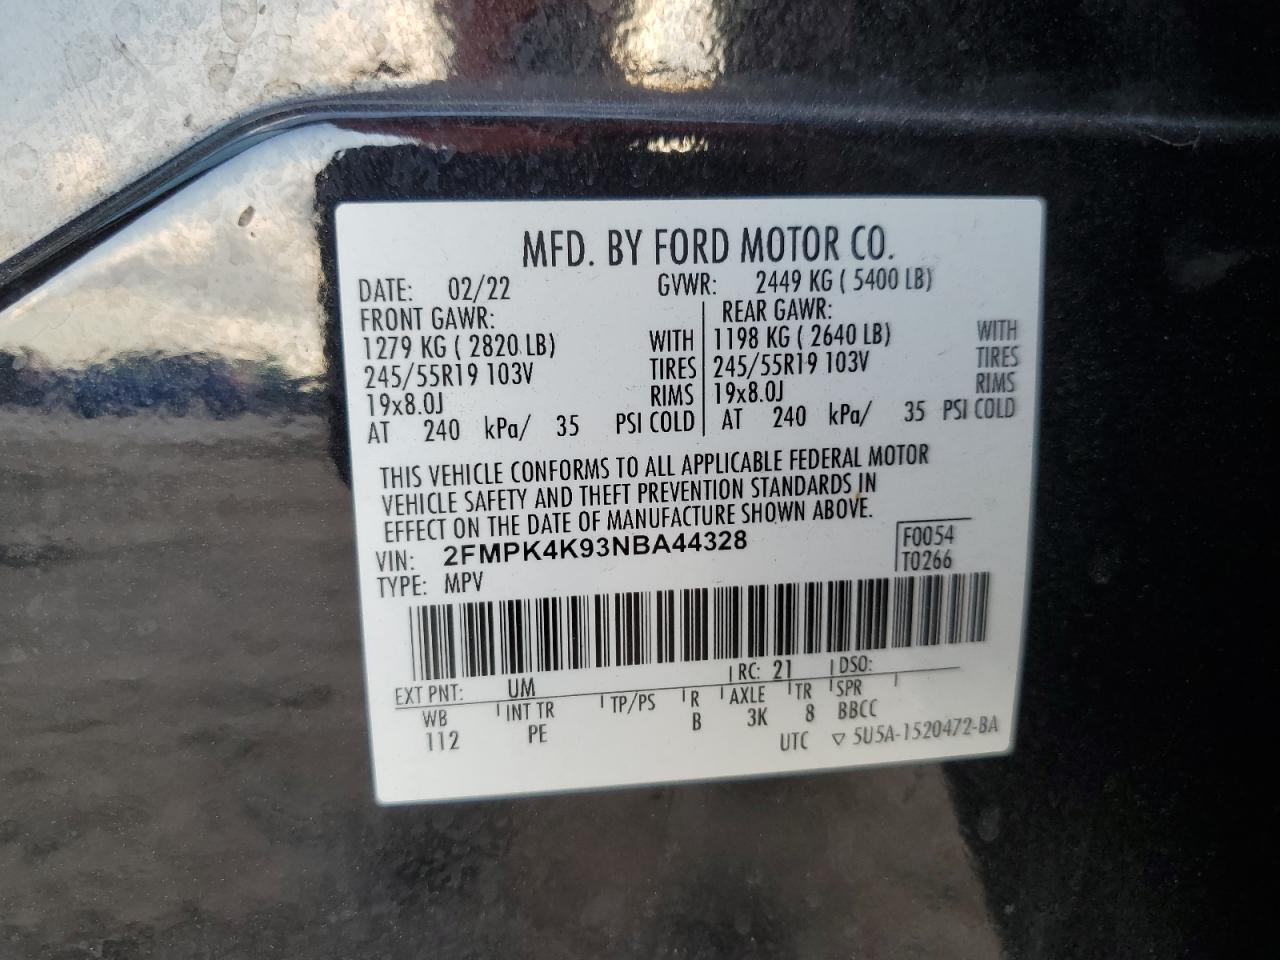 MFD. BY FORD MOTOR CO.
DATE: 02/22 GVWR: 2449 KG ( 5400 LB)
FRONT GAWR: REAR GAWR:
1279 KG ( 2820 LB) WITH 1198 KG ( 2640 LB) WITH
245/55R19 103V TIRES 245/55R19 103V TIRES
19x8.0J RIMS 19x8.0J RIMS
AT 240 kPa/ 35 PSI COLD AT 240 kPa/ 35 PSI COLD
THIS VEHICLE CONFORMS TO ALL APPLICABLE FEDERAL MOTOR
VEHICLE SAFETY AND THEFT PREVENTION STANDARDS IN
EFFECT ON THE DATE OF MANUFACTURE SHOWN ABOVE.
VIN: 2FMPK4K93NBA44328 F0054
TYPE: MPV T0266
EXT PNT: UM RC: 21 DSO:
WB INT TR TP/PS R AXLE TR SPR
112 PE B 3K 8 BBCC
UTC ▽ 5U5A-1520472-BA